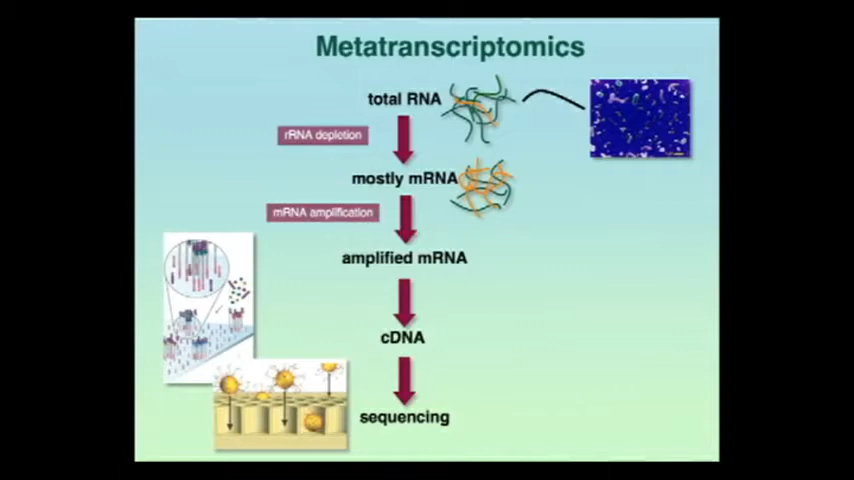 Metatranscriptomics
total RNA
rRNA depletion
mostly mRNA
mRNA amplification
amplified mRNA
cDNA
sequencing